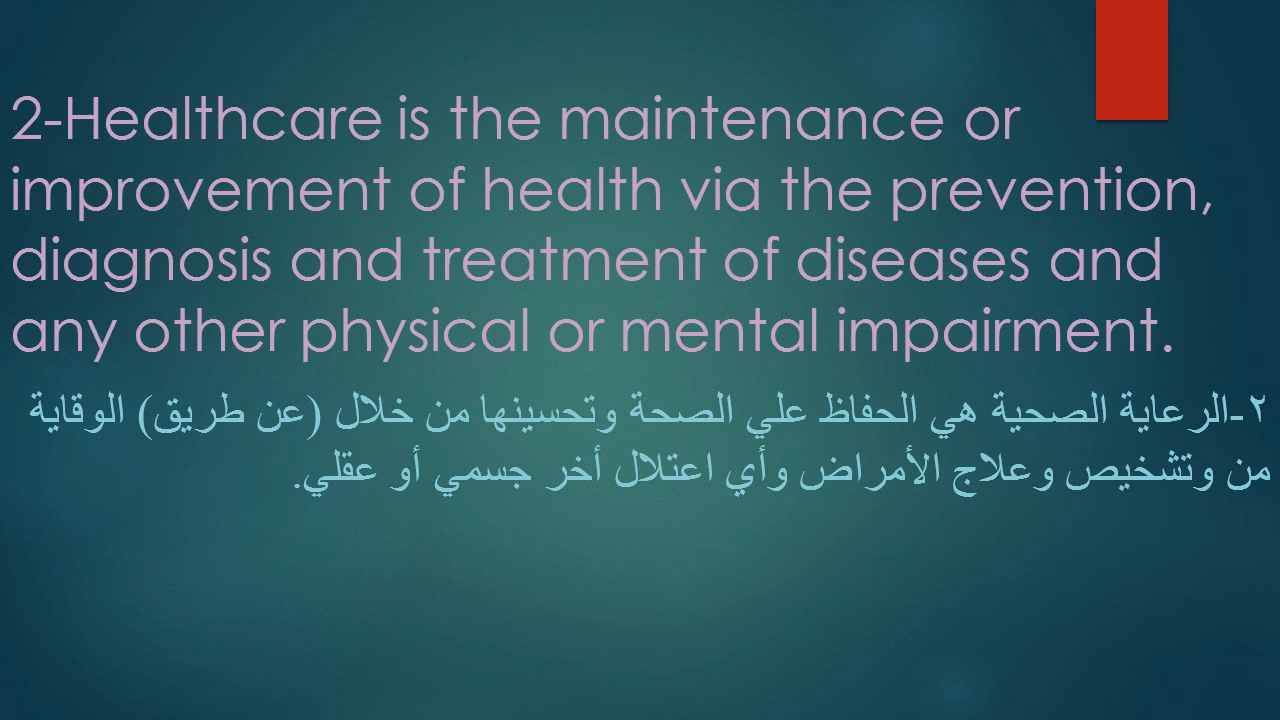 2-Healthcare is the maintenance or
improvement of health via the prevention,
diagnosis and treatment of diseases and
any other physical or mental impairment.
٢-الرعاية الصحية هي الحفاظ علي الصحة وتحسينها من خلال (عن طريق) الوقاية
من وتشخيص وعلاج الأمراض وأي اعتلال أخر جسمي أو عقلي.